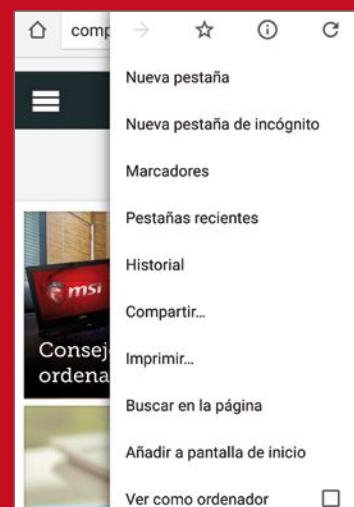 comp
Nueva pestaña
Nueva pestaña de incógnito
Marcadores
Pestañas recientes
Historial
Compartir...
Imprimir...
Buscar en la página
Añadir a pantalla de inicio
Ver como ordenador
msi
Consej
ordena